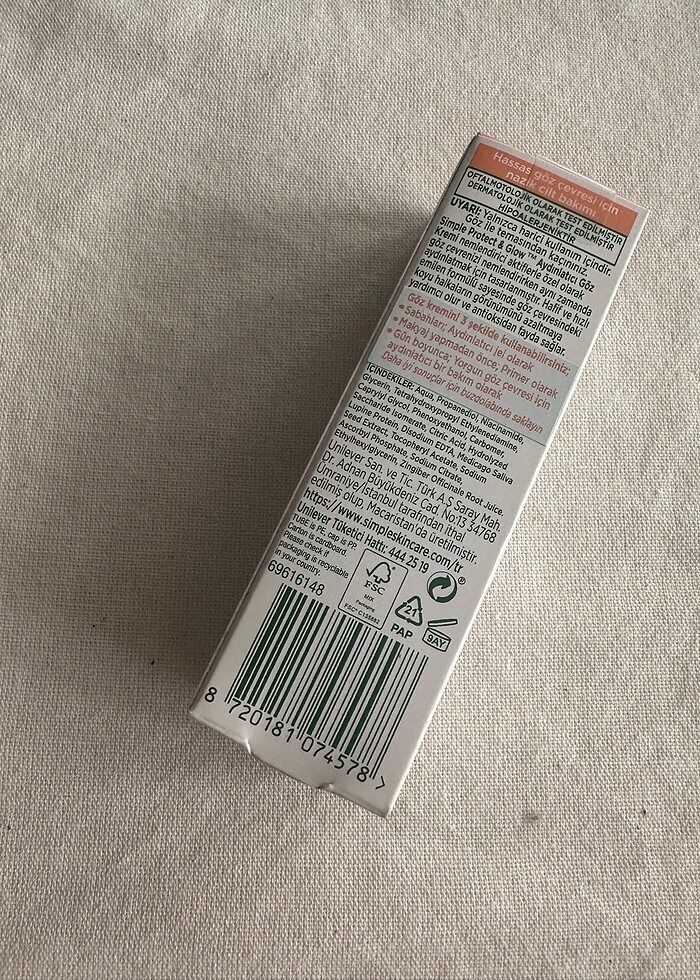 Hassas göz çevresi için
nazik cilt bakımı
OFTALMOTOLOJİK OLARAK TEST EDİLMİŞTİR
DERMATOLOJİK OLARAK TEST EDİLMİŞTİR
HİPOALERJENİKTİR
UYARI: Yalnızca harici kullanım içindir.
Göz ile temasından kaçınınız.
Simple Protect & Glow™ Aydınlatıcı Göz
Kremi nemlendirici aktiflerle özel olarak
göz çevrenizi nemlendirirken aynı zamanda
aydınlatmak için tasarlanmıştır. Hafif ve hızlı
emilen formülü sayesinde göz çevresindeki
koyu halkaların görünümünü azaltmaya
yardımcı olur ve antioksidan fayda sağlar.
Göz kremini 3 şekilde kullanabilirsiniz;
• Sabahları; Aydınlatıcı jel olarak
• Makyaj yapmadan önce; Primer olarak
• Gün boyunca; Yorgun göz çevresi için
aydınlatıcı bir bakım olarak
Daha iyi sonuçlar için buzdolabında saklayın
İÇİNDEKİLER: Aqua, Propanediol, Niacinamide,
Glycerin, Tetrahydroxypropyl Ethylenediamine,
Caprylyl Glycol, Phenoxyethanol, Carbomer,
Saccharide Isomerate, Citric Acid, Hydrolyzed
Lupine Protein, Disodium EDTA, Medicago Sativa
Seed Extract, Tocopheryl Acetate, Sodium
Ascorbyl Phosphate, Sodium Citrate,
Ethylhexylglycerin, Zingiber Officinale Root Juice.
Unilever San. ve Tic. Türk A.Ş Saray Mah.
Dr. Adnan Büyükdeniz Cad. No:13 34768
Ümraniye/İstanbul tarafından ithal
edilmiş olup, Macaristan'da üretilmiştir.
https://www.simpleskincare.com/tr
Unilever Tüketici Hattı: 444 25 19
TUBE is PE, cap is PP.
Carton is cardboard.
Please check if
packaging is recyclable
in your country.
69616148
FSC
MIX
Packaging
FSC® C135582
21
PAP
®
9AY
8 720181 074578 >